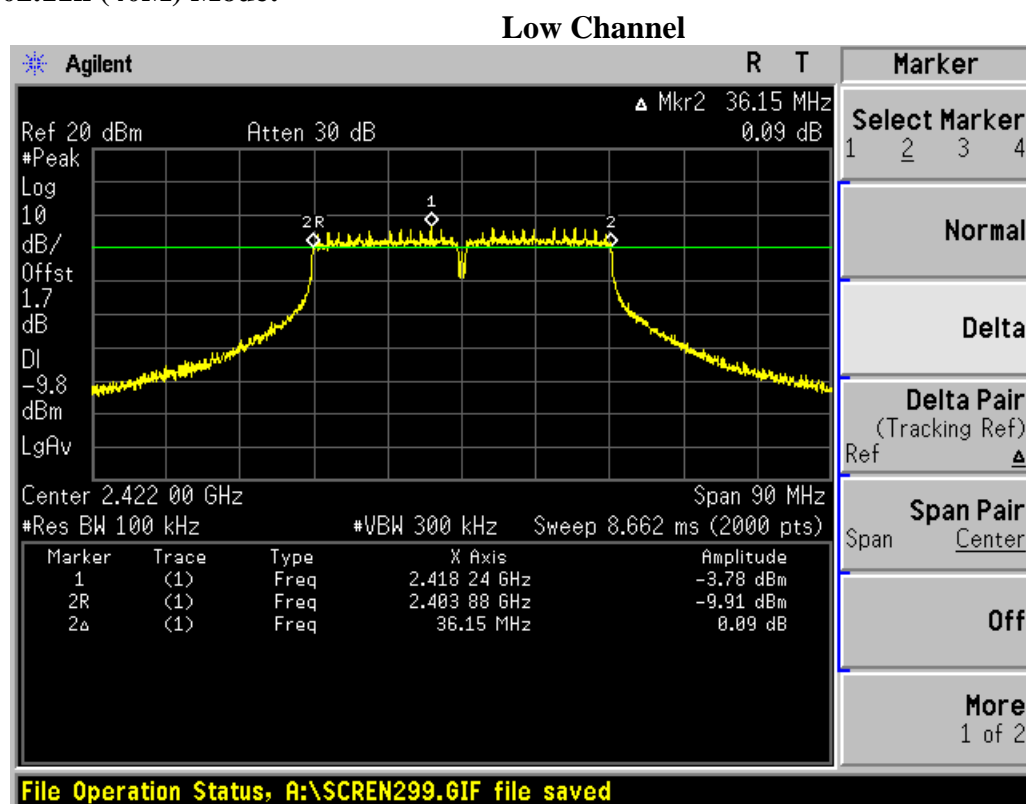 Low Channel
Agilent R T
Marker
Δ Mkr2 36.15 MHz
Ref 20 dBm Atten 30 dB 0.09 dB
#Peak
Log
10
dB/
Offst
1.7
dB
DI
-9.8
dBm
LgAv
1
2R
2
Center 2.422 00 GHz Span 90 MHz
#Res BW 100 kHz #VBW 300 kHz Sweep 8.662 ms (2000 pts)
Marker Trace Type X Axis Amplitude
1 (1) Freq 2.418 24 GHz -3.78 dBm
2R (1) Freq 2.403 88 GHz -9.91 dBm
2Δ (1) Freq 36.15 MHz 0.09 dB
Select Marker
1 2 3 4
Normal
Delta
Delta Pair
(Tracking Ref)
Ref Δ
Span Pair
Span Center
Off
More
1 of 2
File Operation Status, A:\SCREN299.GIF file saved